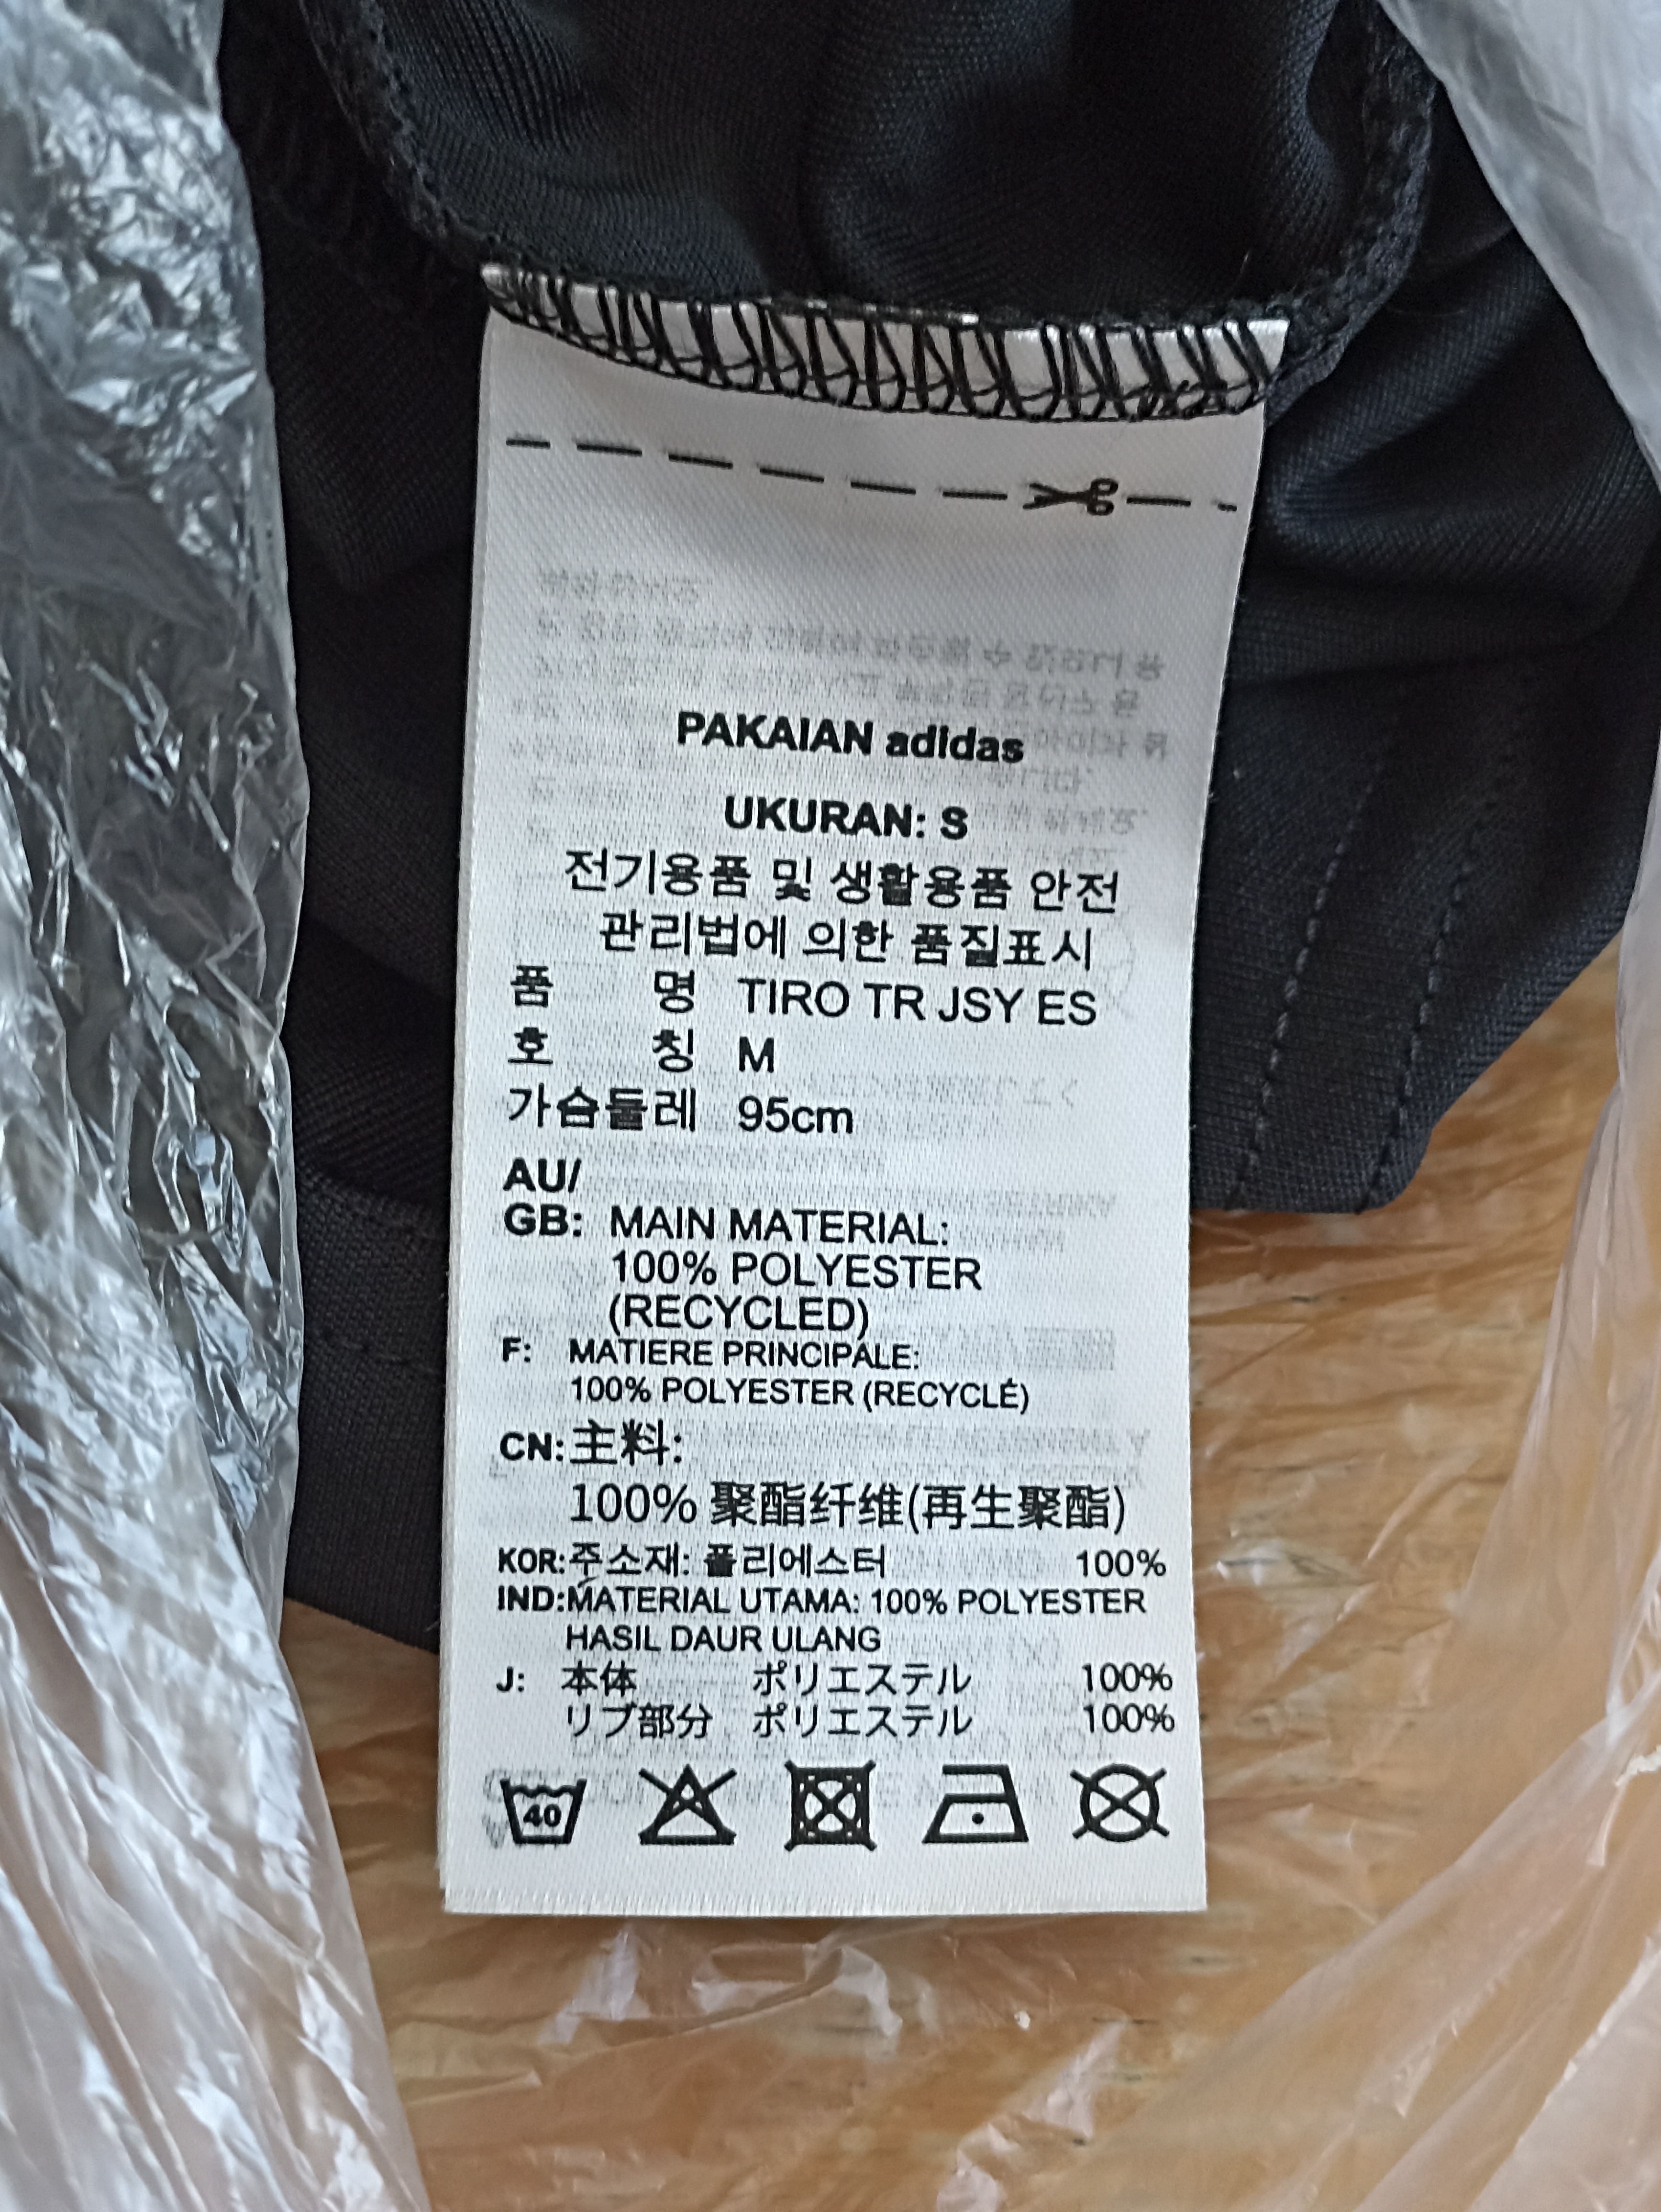 PAKAIAN adidas
UKURAN: S
전기용품 및 생활용품 안전
관리법에 의한 품질표시
품 명 TIRO TR JSY ES
호 칭 M
가슴둘레 95cm
AU/
GB: MAIN MATERIAL:
100% POLYESTER
(RECYCLED)
F: MATIERE PRINCIPALE:
100% POLYESTER (RECYCLÉ)
CN: 主料:
100% 聚酯纤维(再生聚酯)
KOR: 주소재: 폴리에스터 100%
IND: MATERIAL UTAMA: 100% POLYESTER
HASIL DAUR ULANG
J: 本体 ポリエステル 100%
リブ部分 ポリエステル 100%
40